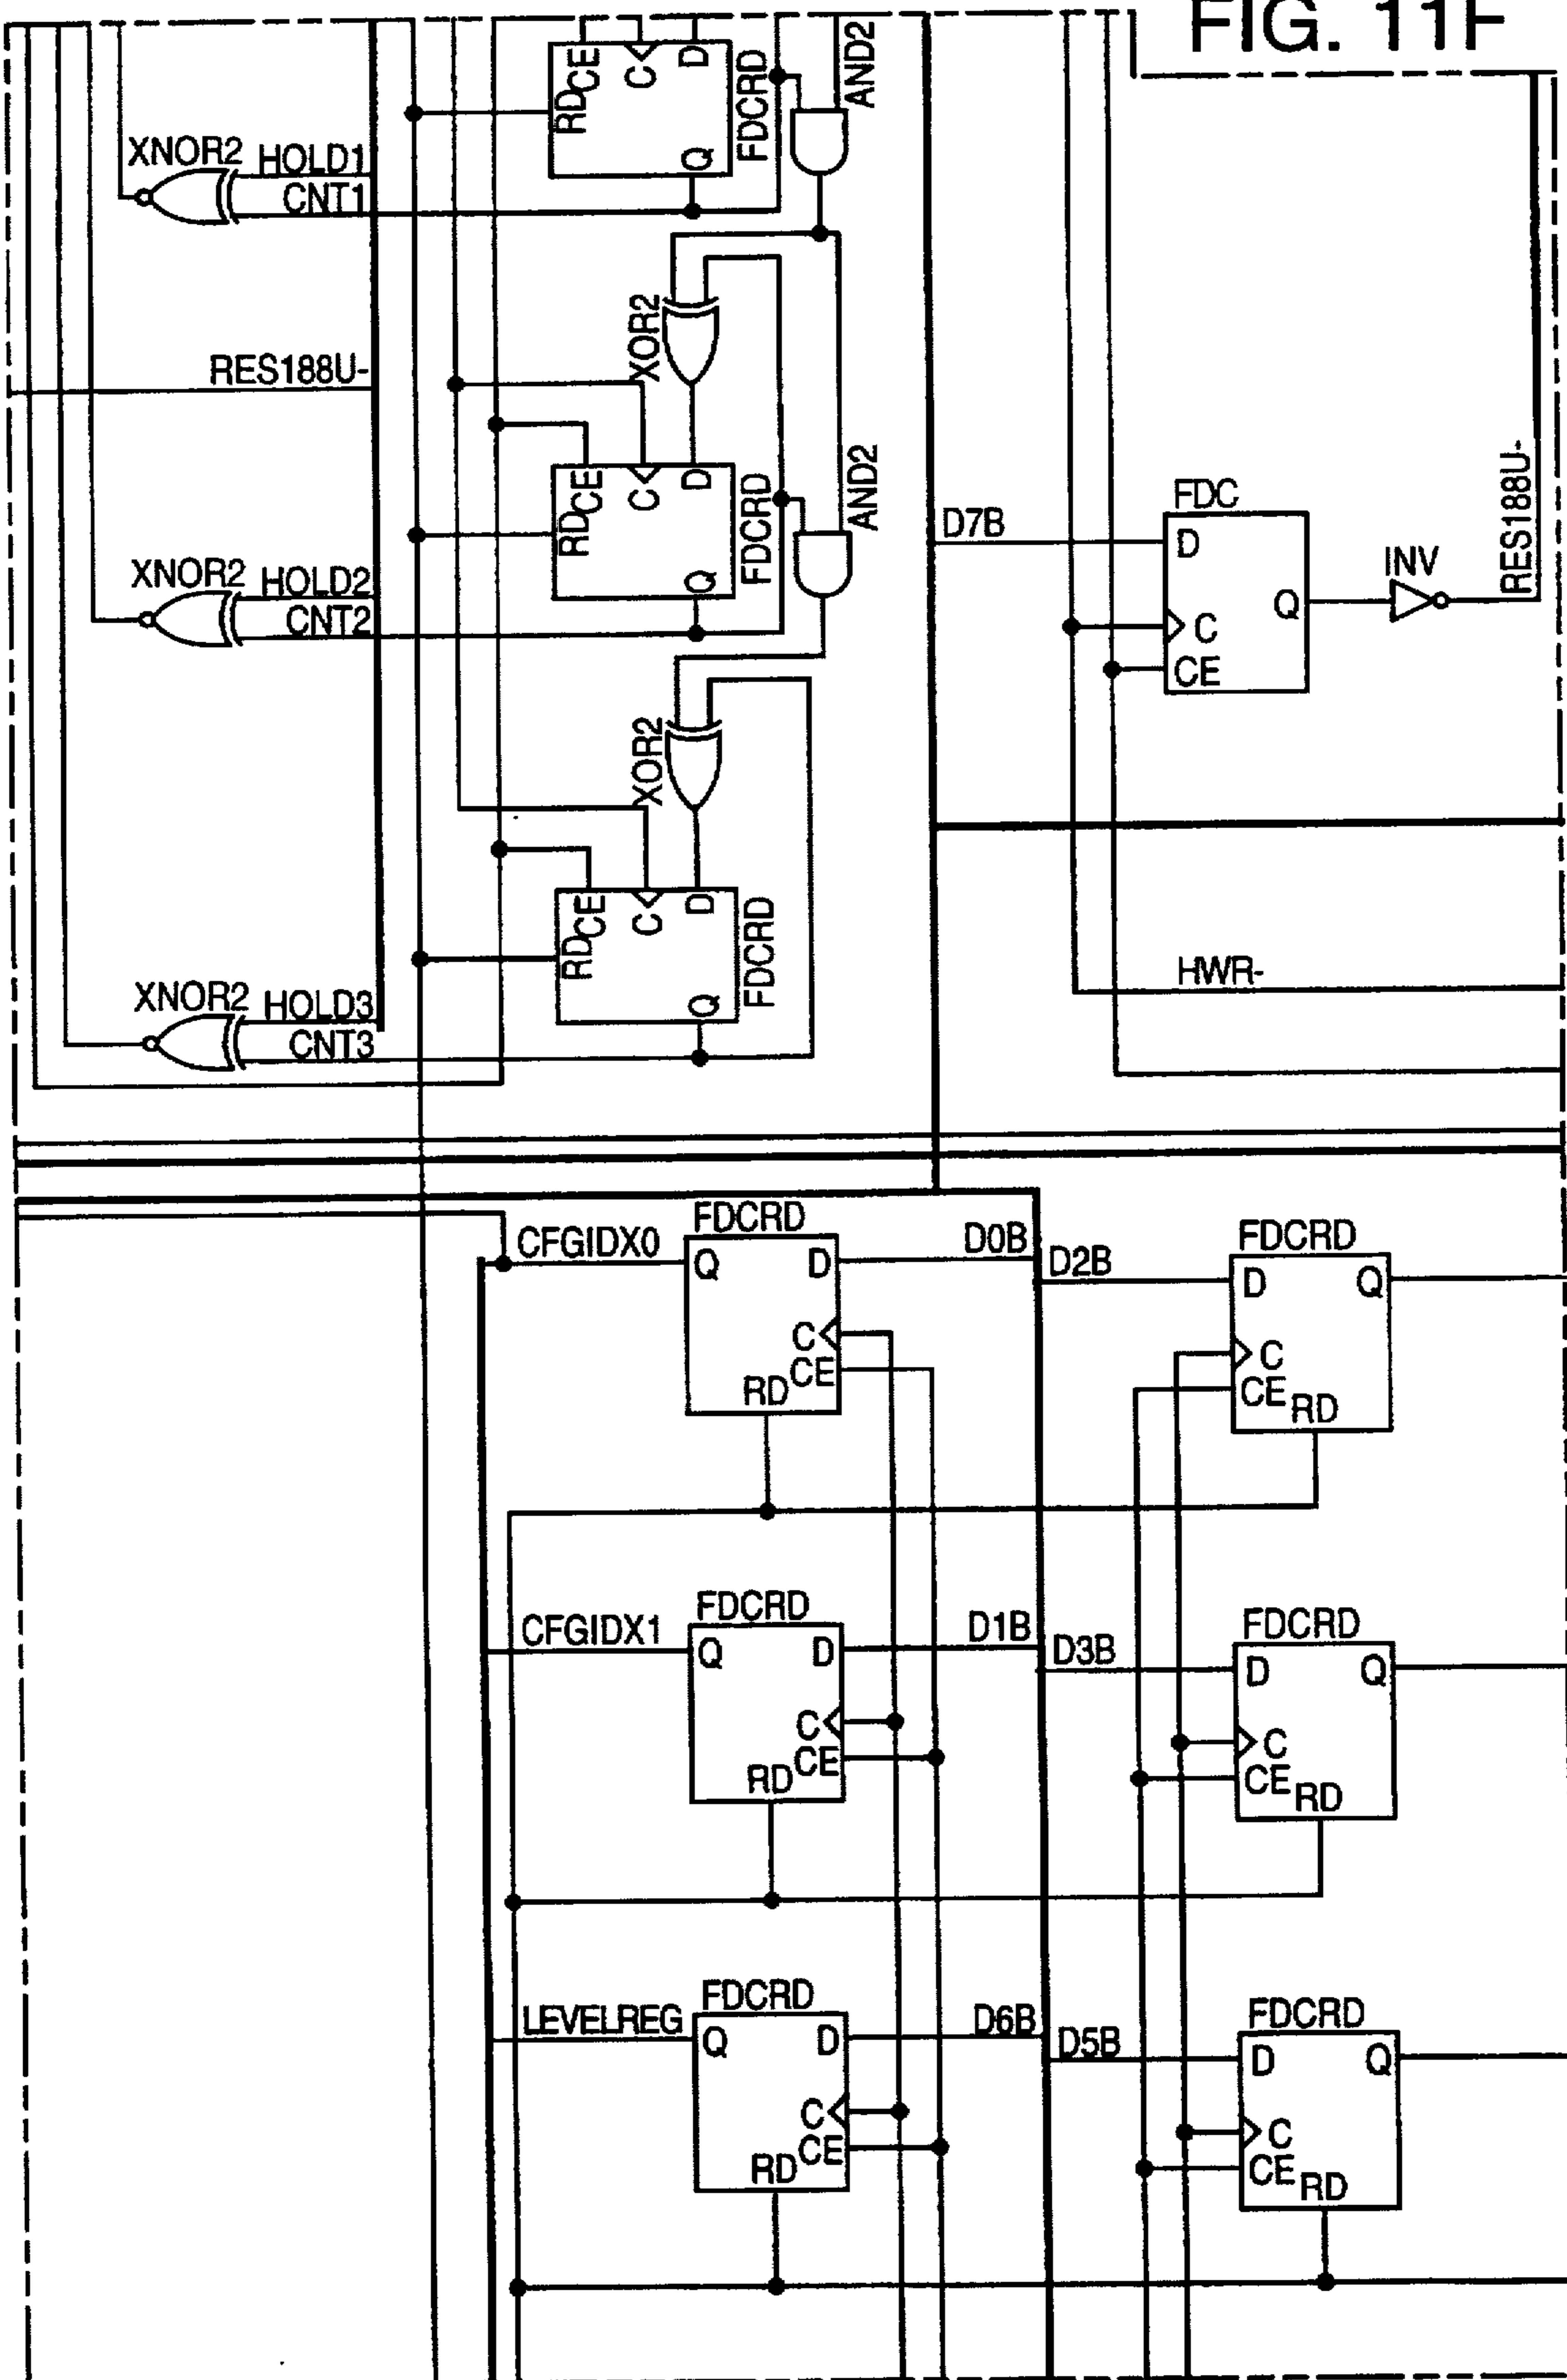 FIG. 11F
CE
C
D
RD
Q
FDCRD
AND2
XNOR2
HOLD1
CNT1
XOR2
RES188U-
CE
C
D
RD
Q
FDCRD
AND2
XNOR2
HOLD2
CNT2
D7B
FDC
D
Q
C
CE
INV
RES188U-
XOR2
CE
C
D
RD
Q
FDCRD
XNOR2
HOLD3
CNT3
HWR-
CFGIDX0
FDCRD
Q
D
C
CE
RD
D0B
D2B
FDCRD
D
Q
C
CE
RD
CFGIDX1
FDCRD
Q
D
C
CE
RD
D1B
D3B
FDCRD
D
Q
C
CE
RD
LEVELREG
FDCRD
Q
D
C
CE
RD
D6B
D5B
FDCRD
D
Q
C
CE
RD